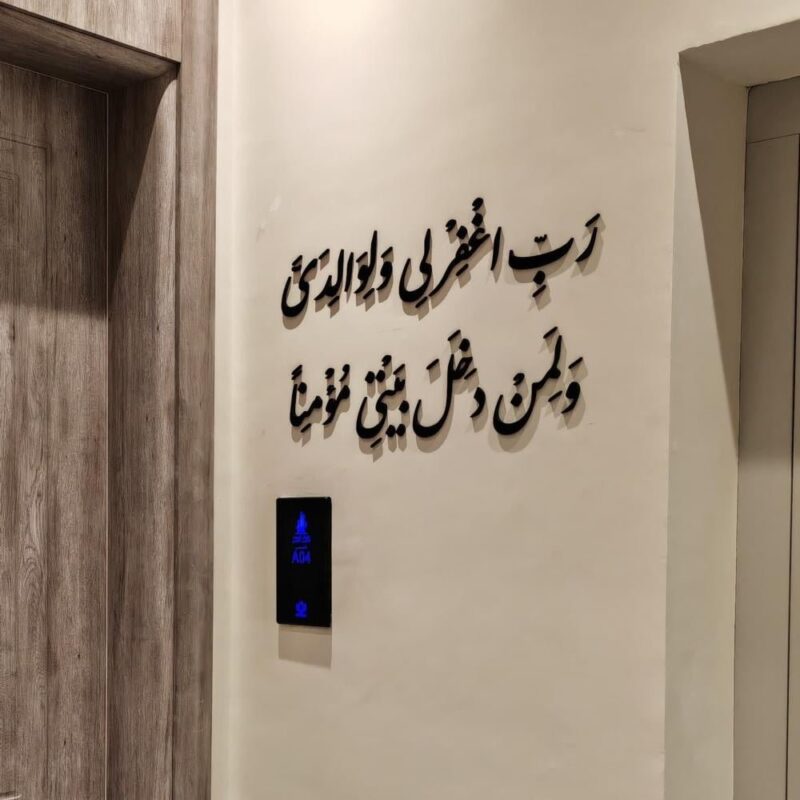 رَبِّ اغْفِرْ لِی وَلِوَالِدَیَّ
وَلَمِنْ دَخَلَ بَیْتِیَ مُؤْمِنًا
A04